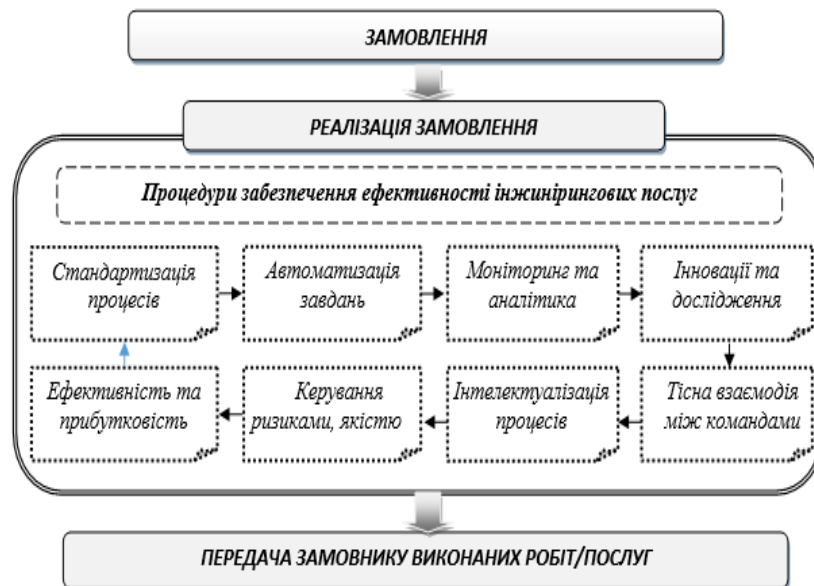 ЗАМОВЛЕННЯ
РЕАЛІЗАЦІЯ ЗАМОВЛЕННЯ
Процедури забезпечення ефективності інжинірингових послуг
Стандартизація
процесів
Автоматизація
завдань
Моніторинг та
аналітика
Інновації та
дослідження
Ефективність та
прибутковість
Керування
ризиками, якістю
Інтелектуалізація
процесів
Тісна взаємодія
між командами
ПЕРЕДАЧА ЗАМОВНИКУ ВИКОНАНИХ РОБІТ/ПОСЛУГ